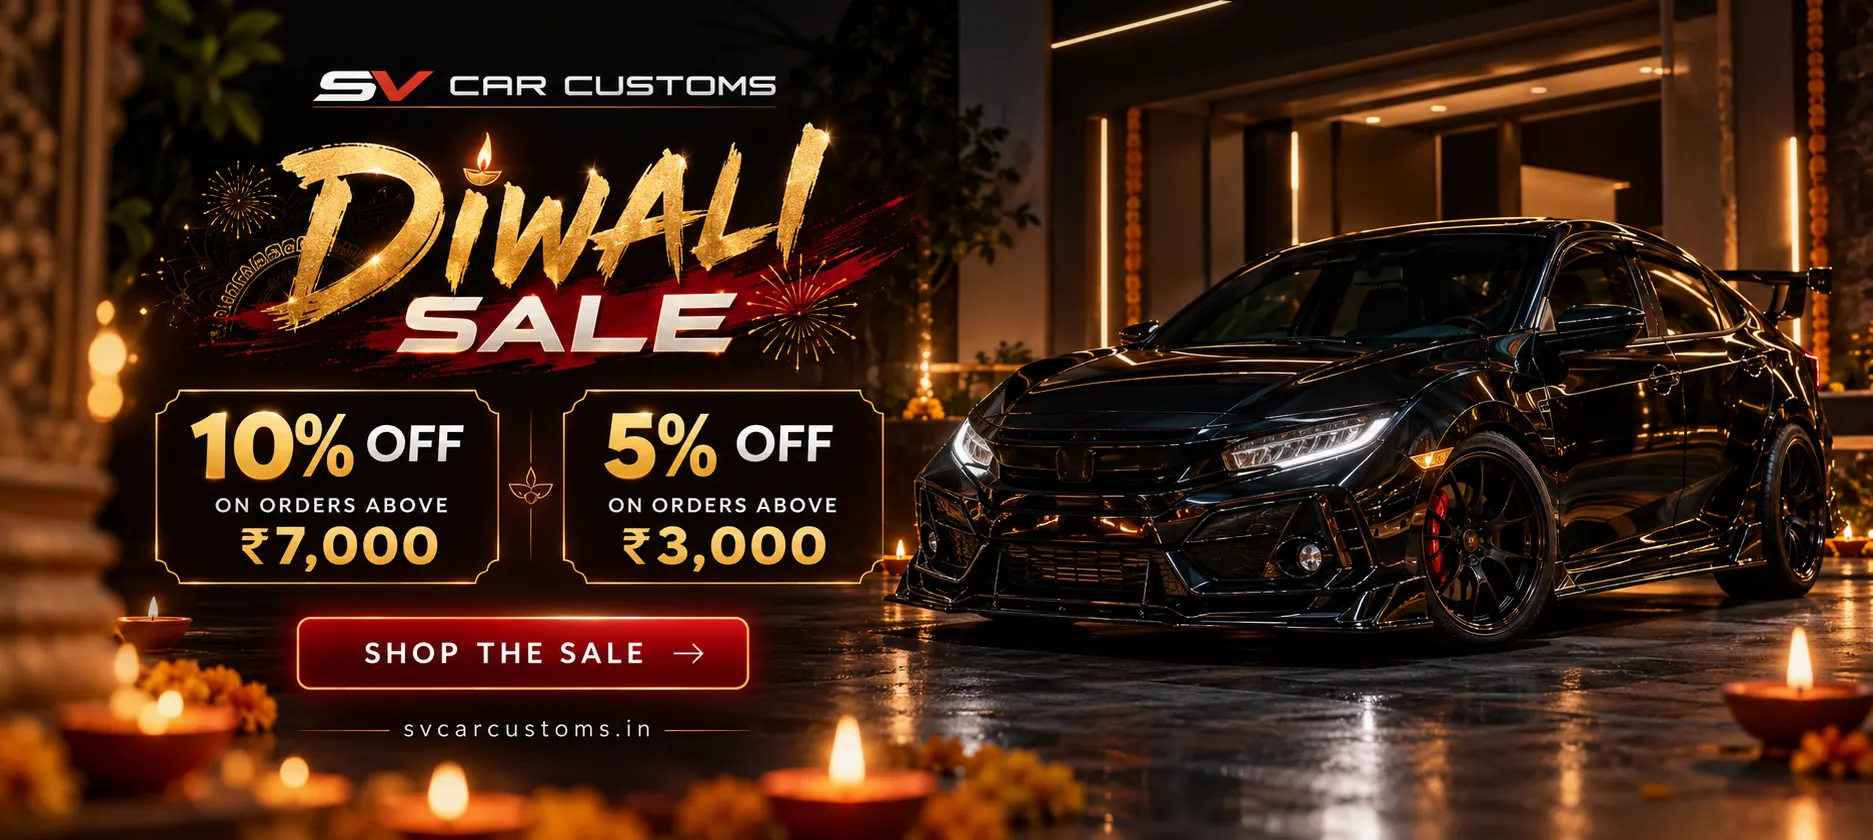 SV CAR CUSTOMS
DiWALI
SALE
10% OFF
ON ORDERS ABOVE
₹7,000
5% OFF
ON ORDERS ABOVE
₹3,000
SHOP THE SALE →
svcarcustoms.in